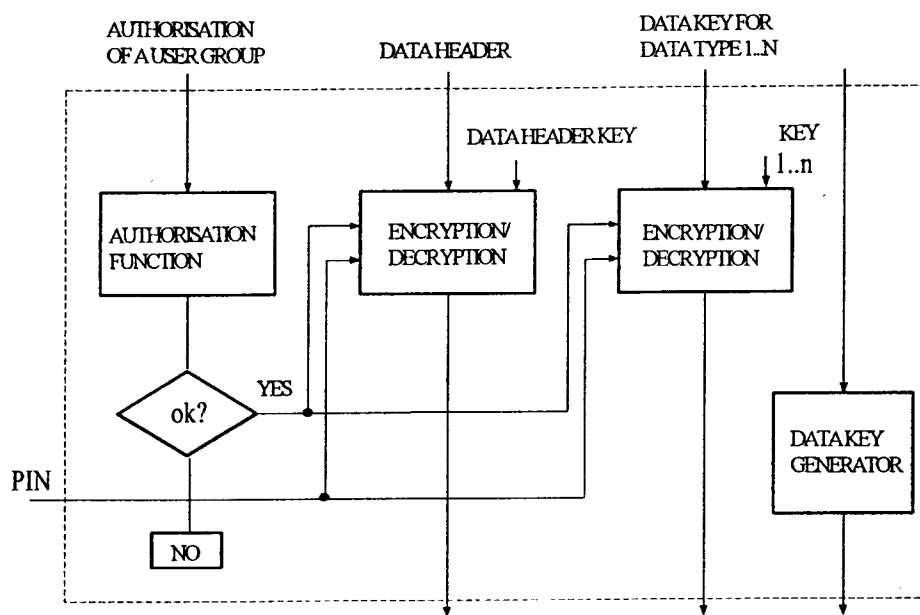 AUTHORISATION
OF A USER GROUP
DATA HEADER
DATA KEY FOR
DATA TYPE 1...N
DATA HEADER KEY
KEY
1..n
AUTHORISATION
FUNCTION
ENCRYPTION/
DECRYPTION
ENCRYPTION/
DECRYPTION
YES
ok?
DATA KEY
GENERATOR
PIN
NO